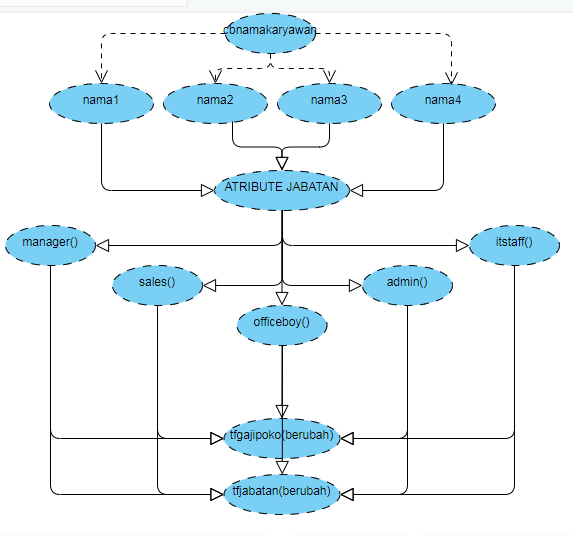 cbnamakaryawan
nama1
nama2
nama3
nama4
ATRIBUTE JABATAN
manager()
itstaff()
sales()
admin()
officeboy()
tfgajipoko(berubah)
tfjabatan(berubah)